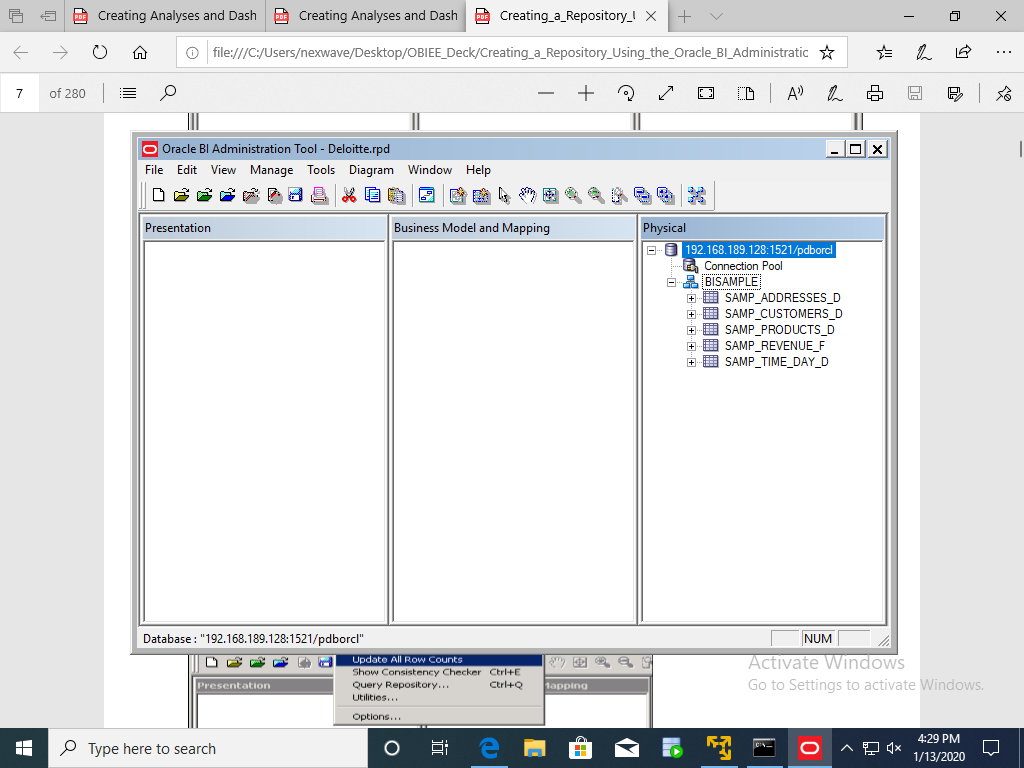 Creating Analyses and Dash
Creating Analyses and Dash
Creating_a_Repository_U
file:///C:/Users/nexwave/Desktop/OBIEE_Deck/Creating_a_Repository_Using_the_Oracle_BI_Administratic
7 of 280
Oracle BI Administration Tool - Deloitte.rpd
File Edit View Manage Tools Diagram Window Help
Presentation
Business Model and Mapping
Physical
192.168.189.128:1521/pdborcl
Connection Pool
BISAMPLE
SAMP_ADDRESSES_D
SAMP_CUSTOMERS_D
SAMP_PRODUCTS_D
SAMP_REVENUE_F
SAMP_TIME_DAY_D
Database : "192.168.189.128:1521/pdborcl"
NUM
Update All Row Counts
Show Consistency Checker Ctrl+E
Query Repository... Ctrl+Q
Utilities...
Options...
Presentation
Mapping
Activate Windows
Go to Settings to activate Windows.
Type here to search
4:29 PM
1/13/2020